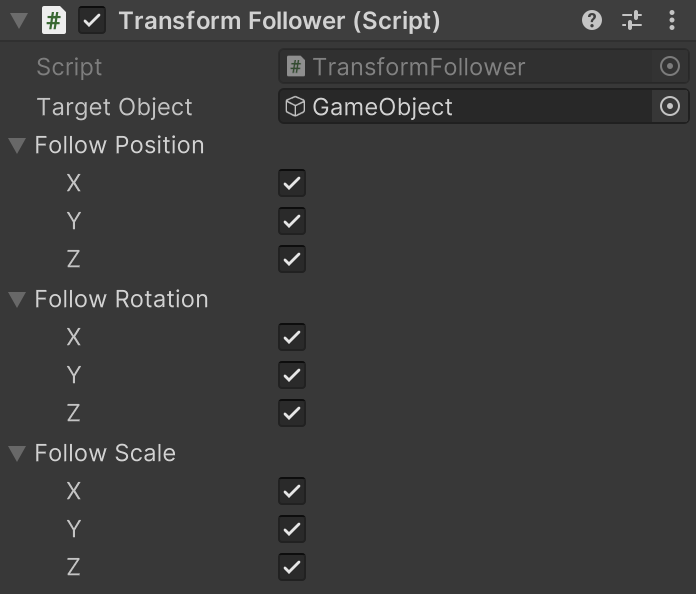 # Transform Follower (Script)
Script # TransformFollower
Target Object GameObject
Follow Position
X
Y
Z
Follow Rotation
X
Y
Z
Follow Scale
X
Y
Z